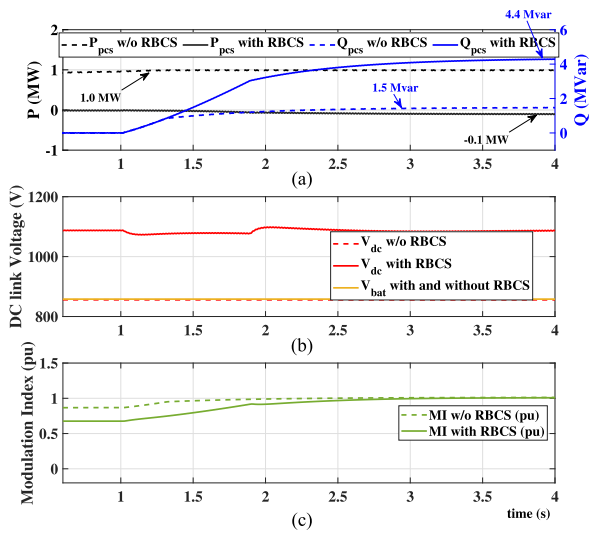 4.4 Mvar
2
6
P_pcs w/o RBCS P_pcs with RBCS Q_pcs w/o RBCS Q_pcs with RBCS
1
4
1.0 MW
1.5 Mvar
P (MW)
Q (MVar)
2
0
-0.1 MW
0
-1
1 1.5 2 2.5 3 3.5 4
(a)
1200
DC link Voltage (V)
V_dc w/o RBCS
1000
V_dc with RBCS
V_bat with and without RBCS
800
1 1.5 2 2.5 3 3.5 4
(b)
1.5
Modulation Index (pu)
1
MI w/o RBCS (pu)
0.5
MI with RBCS (pu)
0
1 1.5 2 2.5 3 3.5 4
time (s)
(c)